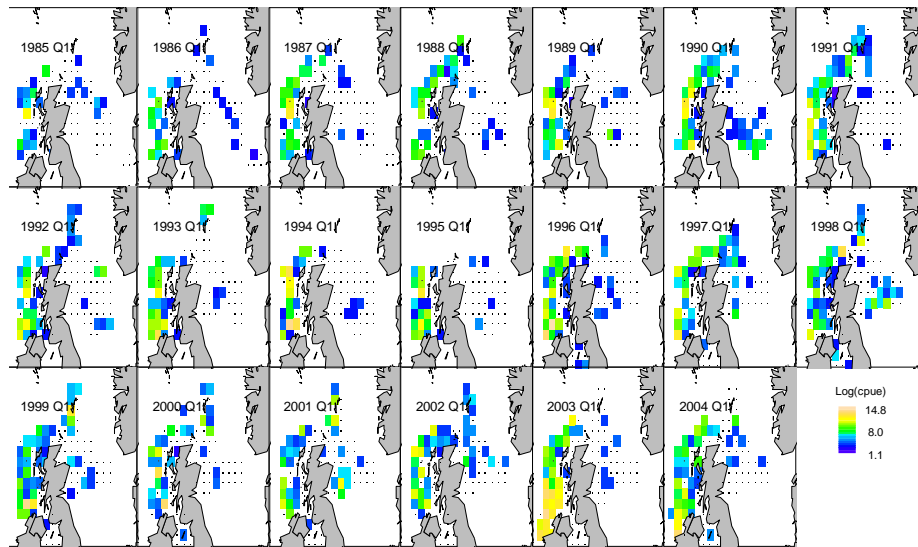 1985 Q1
1986 Q1
1987 Q1
1988 Q1
1989 Q1
1990 Q1
1991 Q1
1992 Q1
1993 Q1
1994 Q1
1995 Q1
1996 Q1
1997 Q1
1998 Q1
1999 Q1
2000 Q1
2001 Q1
2002 Q1
2003 Q1
2004 Q1
Log(cpue)
14.8
8.0
1.1